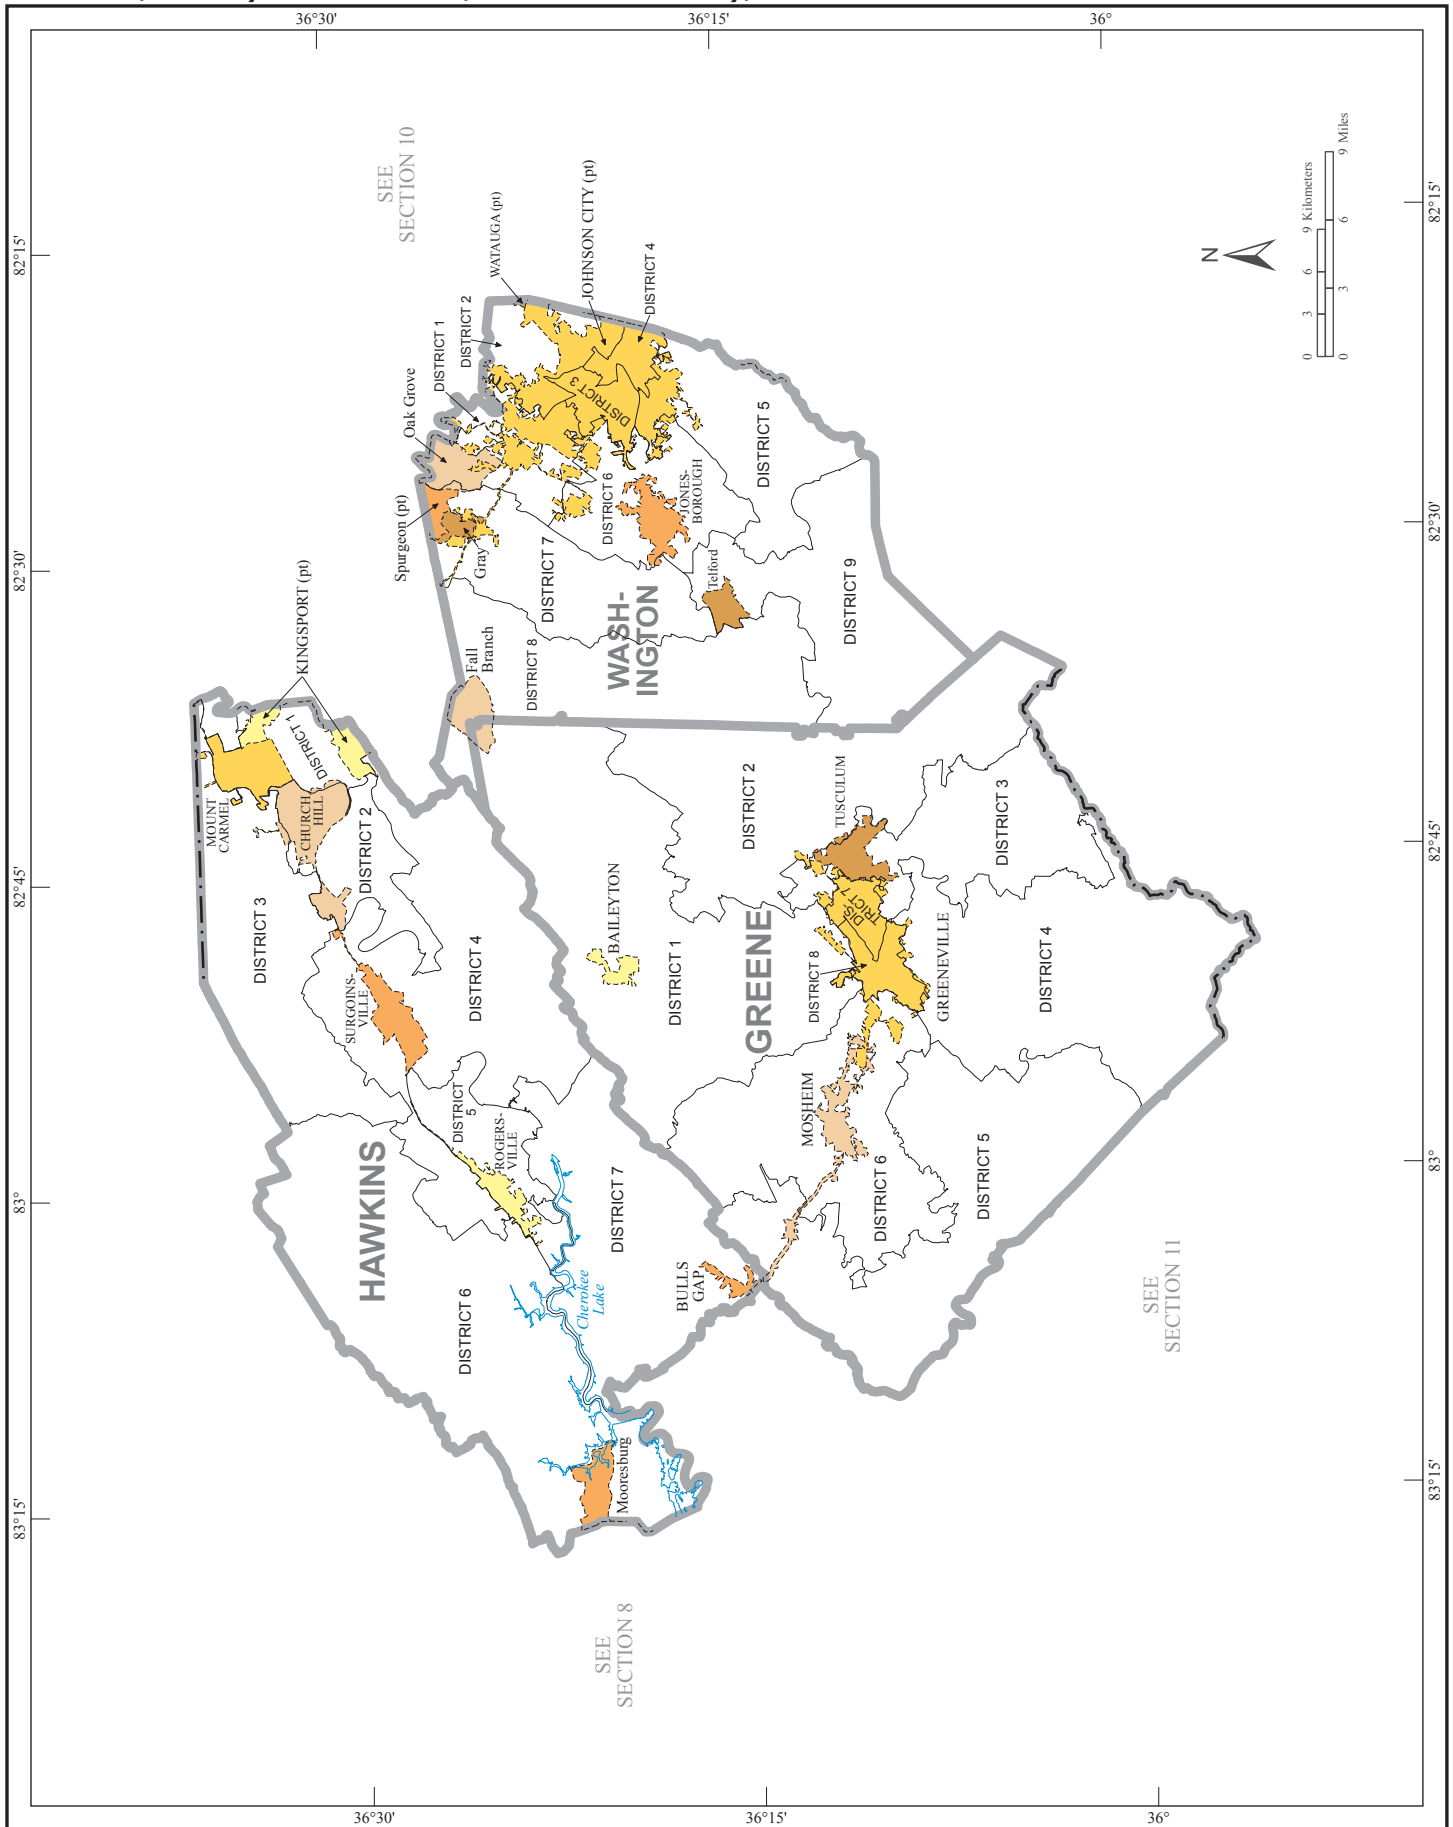 36°30'
36°15'
36°
82°15'
82°30'
82°45'
83°
83°15'
82°15'
82°30'
82°45'
83°
83°15'
36°30'
36°15'
36°
SEE
SECTION 10
SEE
SECTION 11
SEE
SECTION 8
N
0 3 6 9 Kilometers
0 3 6 9 Miles
HAWKINS
KINGSPORT (pt)
MOUNT
CARMEL
CHURCH
HILL
DISTRICT 1
DISTRICT 2
DISTRICT 3
DISTRICT 4
SURGOINS-
VILLE
DISTRICT
5
ROGERS-
VILLE
DISTRICT 6
DISTRICT 7
Cherokee
Lake
Mooresburg
BULLS
GAP
WASH-
INGTON
WATAUGA (pt)
JOHNSON CITY (pt)
DISTRICT 4
DISTRICT 2
DISTRICT 1
Oak Grove
Spurgeon (pt)
Gray
DISTRICT 3
DISTRICT 5
DISTRICT 6
JONES-
BOROUGH
DISTRICT 7
Telford
DISTRICT 9
Fall
Branch
DISTRICT 8
GREENE
BAILEYTON
DISTRICT 1
DISTRICT 2
TUSCULUM
DISTRICT 3
DIS-
TRICT 7
DISTRICT 8
GREENEVILLE
DISTRICT 4
MOSHEIM
DISTRICT 6
DISTRICT 5